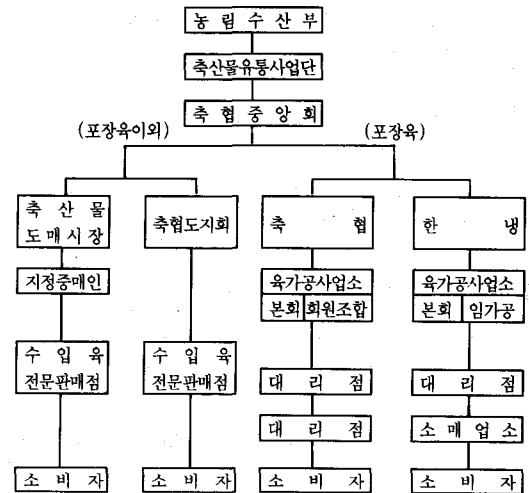 농림수산부
축산물유통사업단
축협중앙회
(포장육이외) (포장육)
축산물 도매시장 축협도지회 축협 한냉
지정중매인 육가공사업소 육가공사업소
본회 회원조합 본회 임가공
수입육 전문판매점 수입육 전문판매점 대리점 대리점
대리점 소매업소
소비자 소비자 소비자 소비자